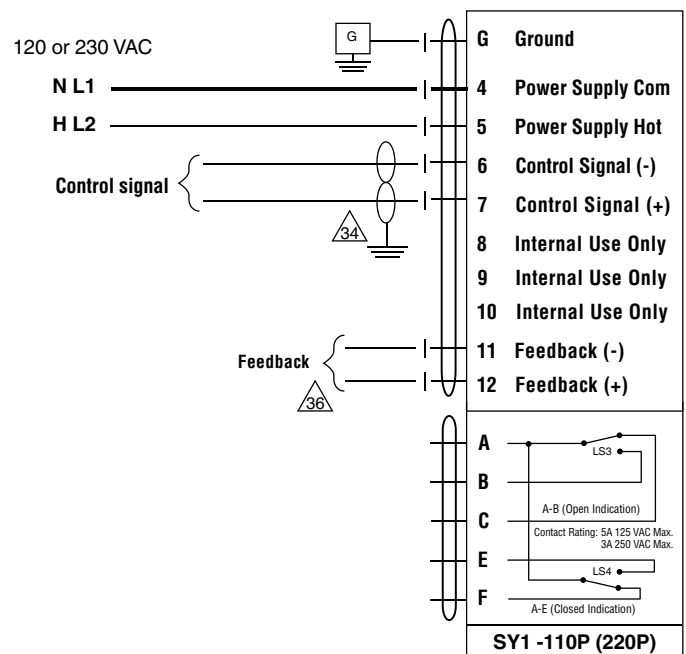 120 or 230 VAC
G
G Ground
N L1
4 Power Supply Com
H L2
5 Power Supply Hot
6 Control Signal (-)
Control signal
7 Control Signal (+)
34
8 Internal Use Only
9 Internal Use Only
10 Internal Use Only
11 Feedback (-)
Feedback
12 Feedback (+)
36
A
LS3
B
A-B (Open Indication)
C
Contact Rating: 5A 125 VAC Max.
3A 250 VAC Max.
E
LS4
F
A-E (Closed Indication)
SY1 -110P (220P)